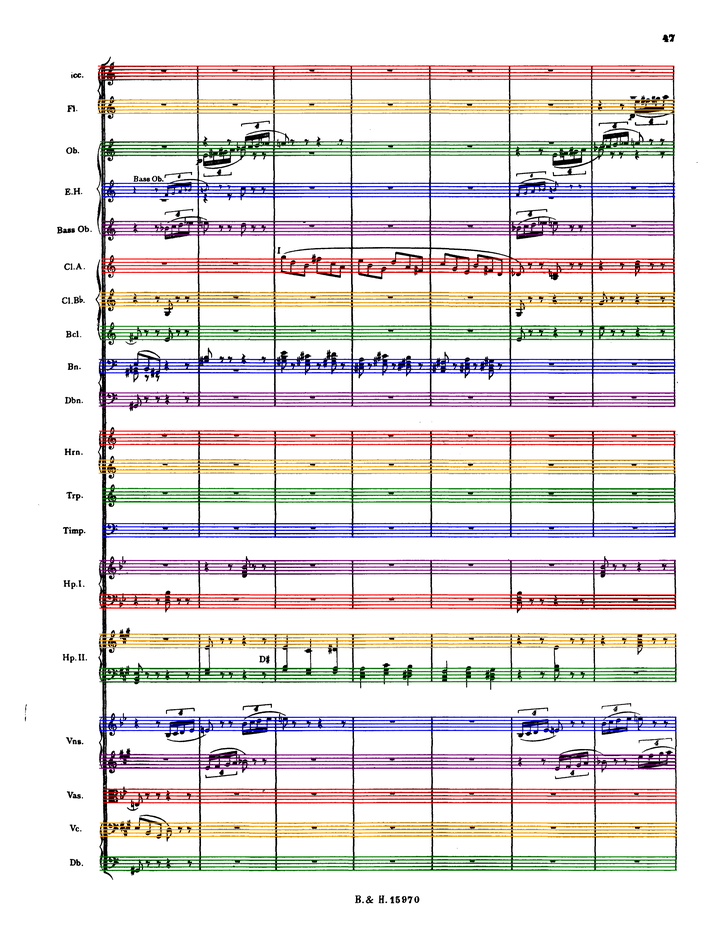 47
icc.
Fl.
Ob.
Bass Ob.
E.H.
Bass Ob.
I
Cl.A.
Cl.Bb.
Bcl.
Bn.
Dbn.
Hrn.
Trp.
Timp.
Hp.I.
Hp.II.
D#
Vns.
Vas.
Vc.
Db.
B. & H. 15970